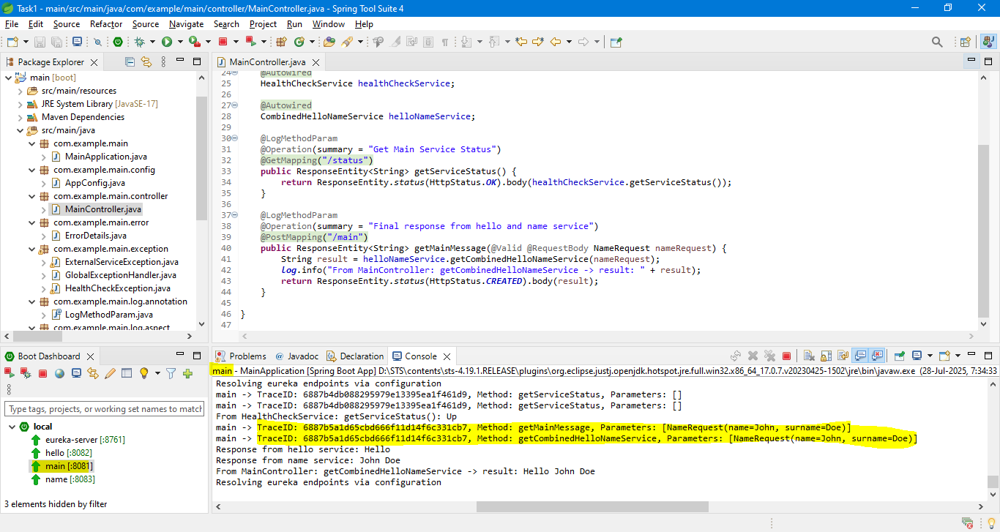 Task1 - main/src/main/java/com/example/main/controller/MainController.java - Spring Tool Suite 4
File Edit Source Refactor Source Navigate Search Project Run Window Help
Package Explorer
main [boot]
src/main/resources
JRE System Library [JavaSE-17]
Maven Dependencies
src/main/java
com.example.main
MainApplication.java
com.example.main.config
AppConfig.java
com.example.main.controller
MainController.java
com.example.main.error
ErrorDetails.java
com.example.main.exception
ExternalServiceException.java
GlobalExceptionHandler.java
HealthCheckException.java
com.example.main.log.annotation
LogMethodParam.java
com.example.main.log.aspect
MainController.java
24 @Autowired
25 HealthCheckService healthCheckService;
26
27 @Autowired
28 CombinedHelloNameService helloNameService;
29
30 @LogMethodParam
31 @Operation(summary = "Get Main Service Status")
32 @GetMapping("/status")
33 public ResponseEntity<String> getServiceStatus() {
34 return ResponseEntity.status(HttpStatus.OK).body(healthCheckService.getServiceStatus());
35 }
36
37 @LogMethodParam
38 @Operation(summary = "Final response from hello and name service")
39 @PostMapping("/main")
40 public ResponseEntity<String> getMainMessage(@Valid @RequestBody NameRequest nameRequest) {
41 String result = helloNameService.getCombinedHelloNameService(nameRequest);
42 log.info("From MainController: getCombinedHelloNameService -> result: " + result);
43 return ResponseEntity.status(HttpStatus.CREATED).body(result);
44 }
45
46 }
47
Boot Dashboard
Type tags, projects, or working set names to match
local
eureka-server [:8761]
hello [:8082]
main [:8081]
name [:8083]
3 elements hidden by filter
Problems @ Javadoc Declaration Console
main - MainApplication [Spring Boot App] D:\STS\contents\sts-4.19.1.RELEASE\plugins\org.eclipse.justj.openjdk.hotspot.jre.full.win32.x86_64_17.0.7.v20230425-1502\jre\bin\javaw.exe (28-Jul-2025, 7:34:33
Resolving eureka endpoints via configuration
main -> TraceID: 6887b4db088295979e13395ea1f461d9, Method: getServiceStatus, Parameters: []
main -> TraceID: 6887b4db088295979e13395ea1f461d9, Method: getServiceStatus, Parameters: []
From HealthCheckService: getServiceStatus(): Up
main -> TraceID: 6887b5a1d65cbd666f11d14f6c331cb7, Method: getMainMessage, Parameters: [NameRequest(name=John, surname=Doe)]
main -> TraceID: 6887b5a1d65cbd666f11d14f6c331cb7, Method: getCombinedHelloNameService, Parameters: [NameRequest(name=John, surname=Doe)]
Response from hello service: Hello
Response from name service: John Doe
From MainController: getCombinedHelloNameService -> result: Hello John Doe
Resolving eureka endpoints via configuration